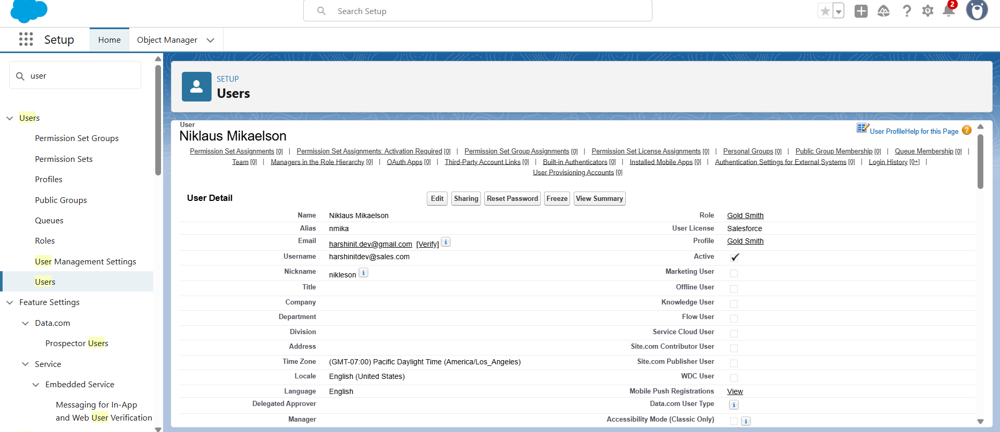 Search Setup
2
Setup
Home
Object Manager
user
Users
Permission Set Groups
Permission Sets
Profiles
Public Groups
Queues
Roles
User Management Settings
Users
Feature Settings
Data.com
Prospector Users
Service
Embedded Service
Messaging for In-App
and Web User Verification
SETUP
Users
User
Niklaus Mikaelson
User Profile Help for this Page ?
Permission Set Assignments [0] | Permission Set Assignments: Activation Required [0] | Permission Set Group Assignments [0] | Permission Set License Assignments [0] | Personal Groups [0] | Public Group Membership [0] | Queue Membership [0] |
Team [0] | Managers in the Role Hierarchy [0] | OAuth Apps [0] | Third-Party Account Links [0] | Built-in Authenticators [0] | Installed Mobile Apps [0] | Authentication Settings for External Systems [0] | Login History [0+] |
User Provisioning Accounts [0]
User Detail
Edit Sharing Reset Password Freeze View Summary
Name Niklaus Mikaelson Role Gold Smith
Alias nmika User License Salesforce
Email harshinit.dev@gmail.com [Verify] i Profile Gold Smith
Username harshinitdev@sales.com Active
Nickname nikleson i Marketing User
Title Offline User
Company Knowledge User
Department Flow User
Division Service Cloud User
Address Site.com Contributor User
Time Zone (GMT-07:00) Pacific Daylight Time (America/Los_Angeles) Site.com Publisher User
Locale English (United States) WDC User
Language English Mobile Push Registrations View
Delegated Approver Data.com User Type i
Manager Accessibility Mode (Classic Only) i